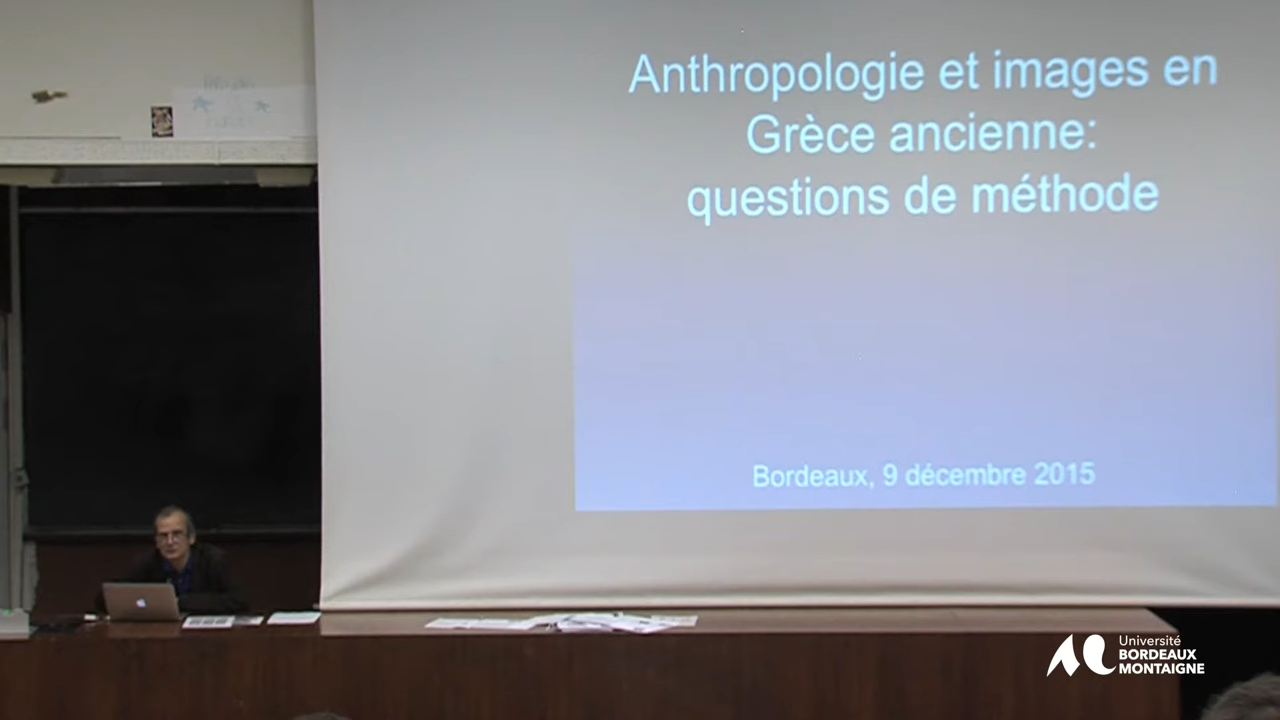 Anthropologie et images en
Grèce ancienne:
questions de méthode
Bordeaux, 9 décembre 2015
Université
BORDEAUX
MONTAIGNE